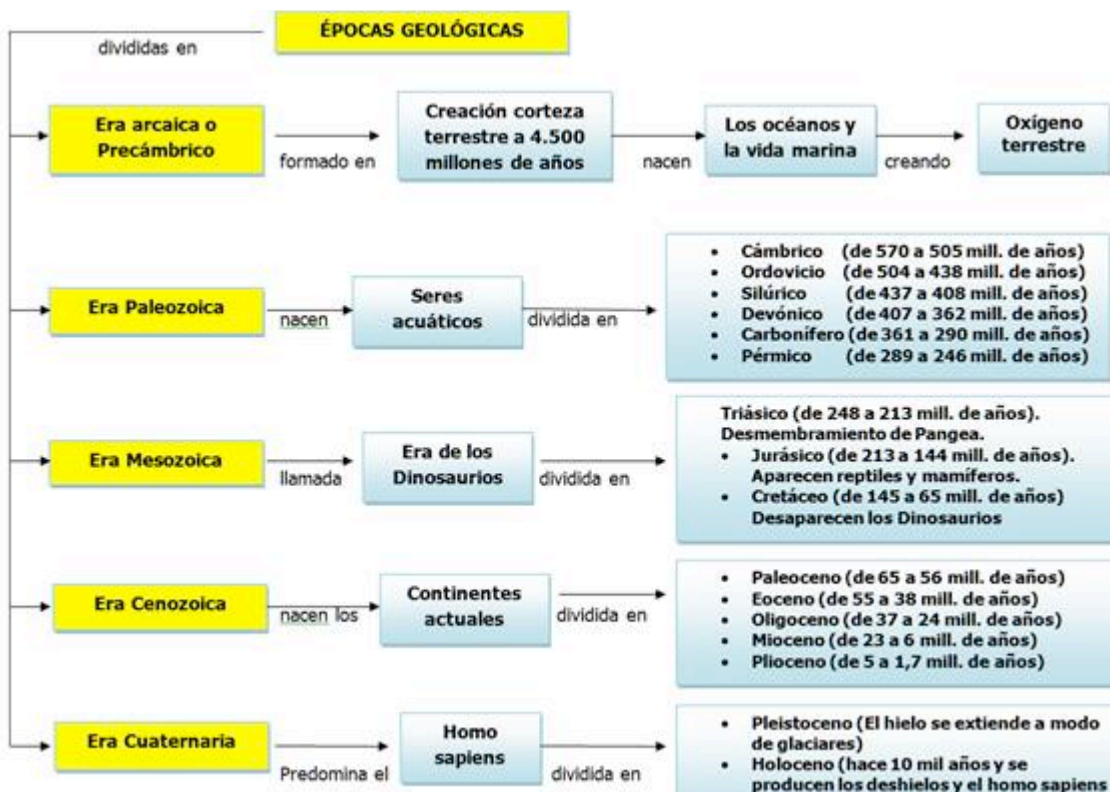 ÉPOCAS GEOLÓGICAS
divididas en
Era arcaica o
Precámbrico
formado en
Creación corteza
terrestre a 4.500
millones de años
nacen
Los océanos y
la vida marina
creando
Oxígeno
terrestre
Era Paleozoica
nacen
Seres
acuáticos
dividida en
• Cámbrico (de 570 a 505 mill. de años)
• Ordovicio (de 504 a 438 mill. de años)
• Silúrico (de 437 a 408 mill. de años)
• Devónico (de 407 a 362 mill. de años)
• Carbonífero (de 361 a 290 mill. de años)
• Pérmico (de 289 a 246 mill. de años)
Era Mesozoica
llamada
Era de los
Dinosaurios
dividida en
Triásico (de 248 a 213 mill. de años).
Desmembramiento de Pangea.
• Jurásico (de 213 a 144 mill. de años).
Aparecen reptiles y mamíferos.
• Cretáceo (de 145 a 65 mill. de años)
Desaparecen los Dinosaurios
Era Cenozoica
nacen los
Continentes
actuales
dividida en
• Paleoceno (de 65 a 56 mill. de años)
• Eoceno (de 55 a 38 mill. de años)
• Oligoceno (de 37 a 24 mill. de años)
• Mioceno (de 23 a 6 mill. de años)
• Plioceno (de 5 a 1,7 mill. de años)
Era Cuaternaria
Predomina el
Homo
sapiens
dividida en
• Pleistoceno (El hielo se extiende a modo
de glaciares)
• Holoceno (hace 10 mil años y se
producen los deshielos y el homo sapiens